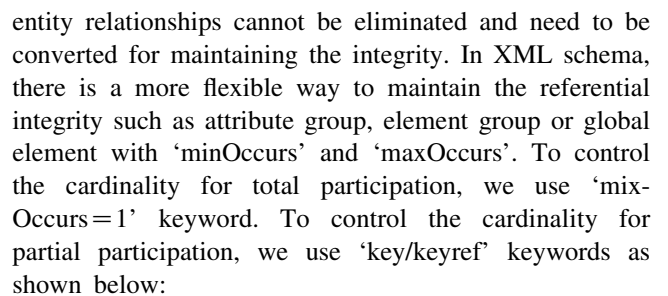 entity relationships cannot be eliminated and need to be
converted for maintaining the integrity. In XML schema,
there is a more flexible way to maintain the referential
integrity such as attribute group, element group or global
element with ‘minOccurs’ and ‘maxOccurs’. To control
the cardinality for total participation, we use ‘mix-
Occurs=1’ keyword. To control the cardinality for
partial participation, we use ‘key/keyref’ keywords as
shown below: